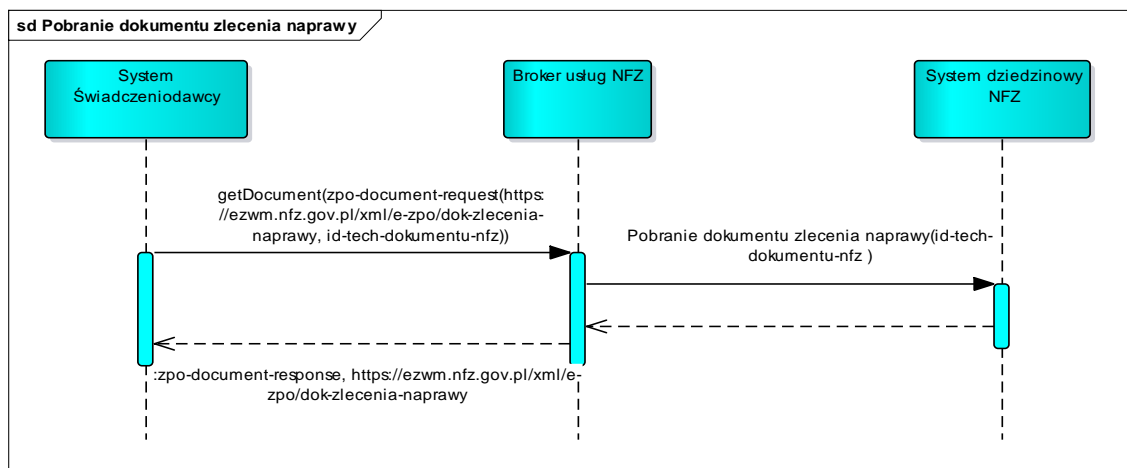 sd Pobranie dokumentu zlecenia naprawy
System
Świadczeniodawcy
Broker usług NFZ
System dziedzinowy
NFZ
getDocument(zpo-document-request(https:
//ezwm.nfz.gov.pl/xml/e-zpo/dok-zlecenia-
naprawy, id-tech-dokumentu-nfz))
Pobranie dokumentu zlecenia naprawy(id-tech-
dokumentu-nfz )
:zpo-document-response, https://ezwm.nfz.gov.pl/xml/e-
zpo/dok-zlecenia-naprawy